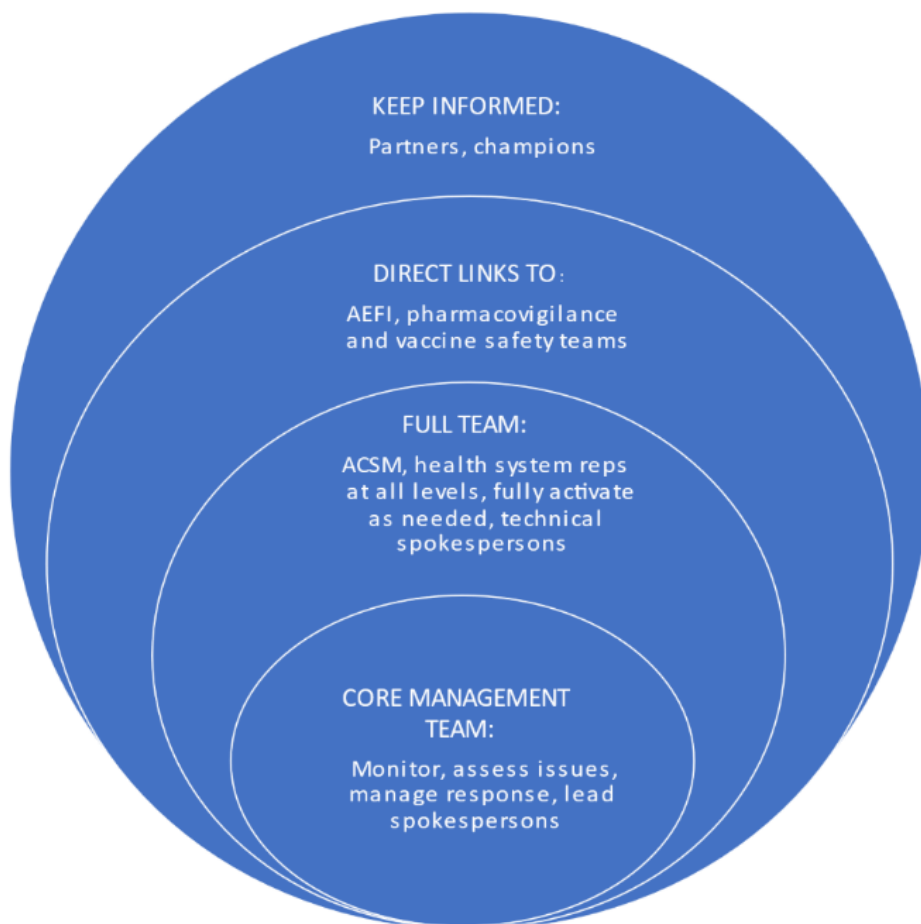 KEEP INFORMED:
Partners, champions
DIRECT LINKS TO:
AEFI, pharmacovigilance
and vaccine safety teams
FULL TEAM:
ACSM, health system reps
at all levels, fully activate
as needed, technical
spokespersons
CORE MANAGEMENT
TEAM:
Monitor, assess issues,
manage response, lead
spokespersons